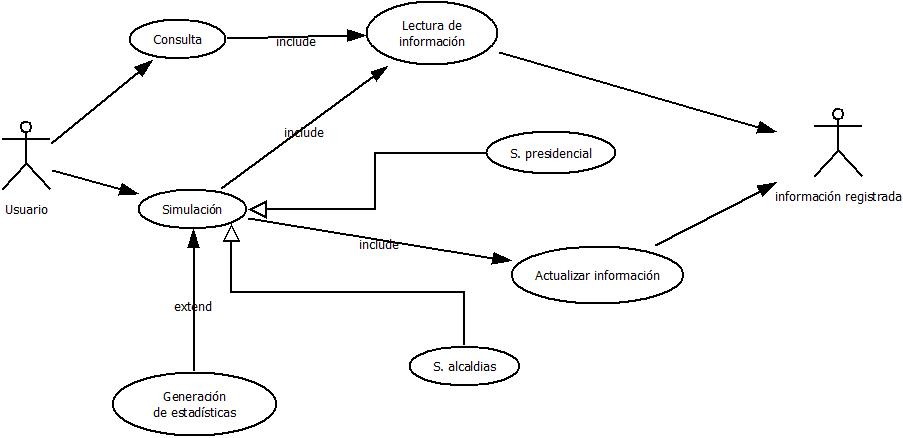 Consulta
include
Lectura de
información
include
S. presidencial
Usuario
Simulación
información registrada
include
Actualizar información
extend
S. alcaldias
Generación
de estadísticas